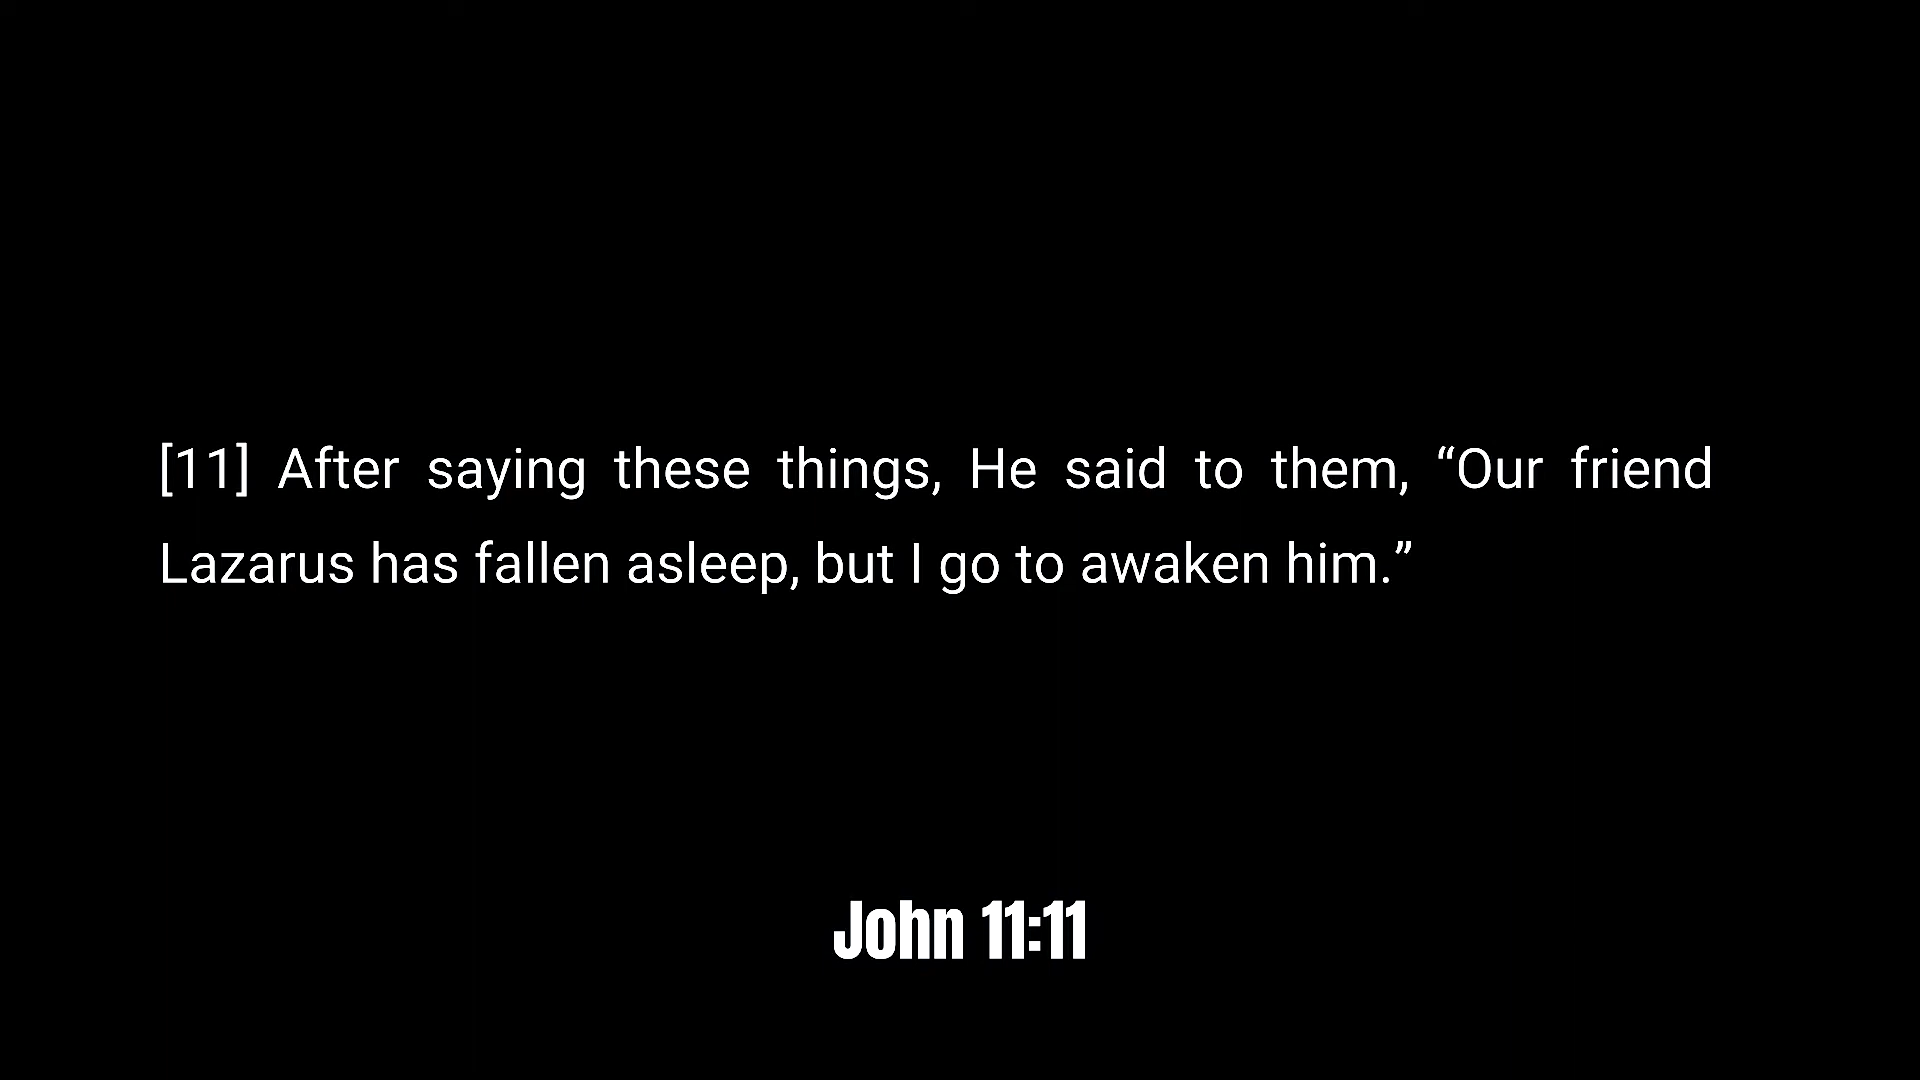 [11] After saying these things, He said to them, “Our friend
Lazarus has fallen asleep, but I go to awaken him.”
John 11:11